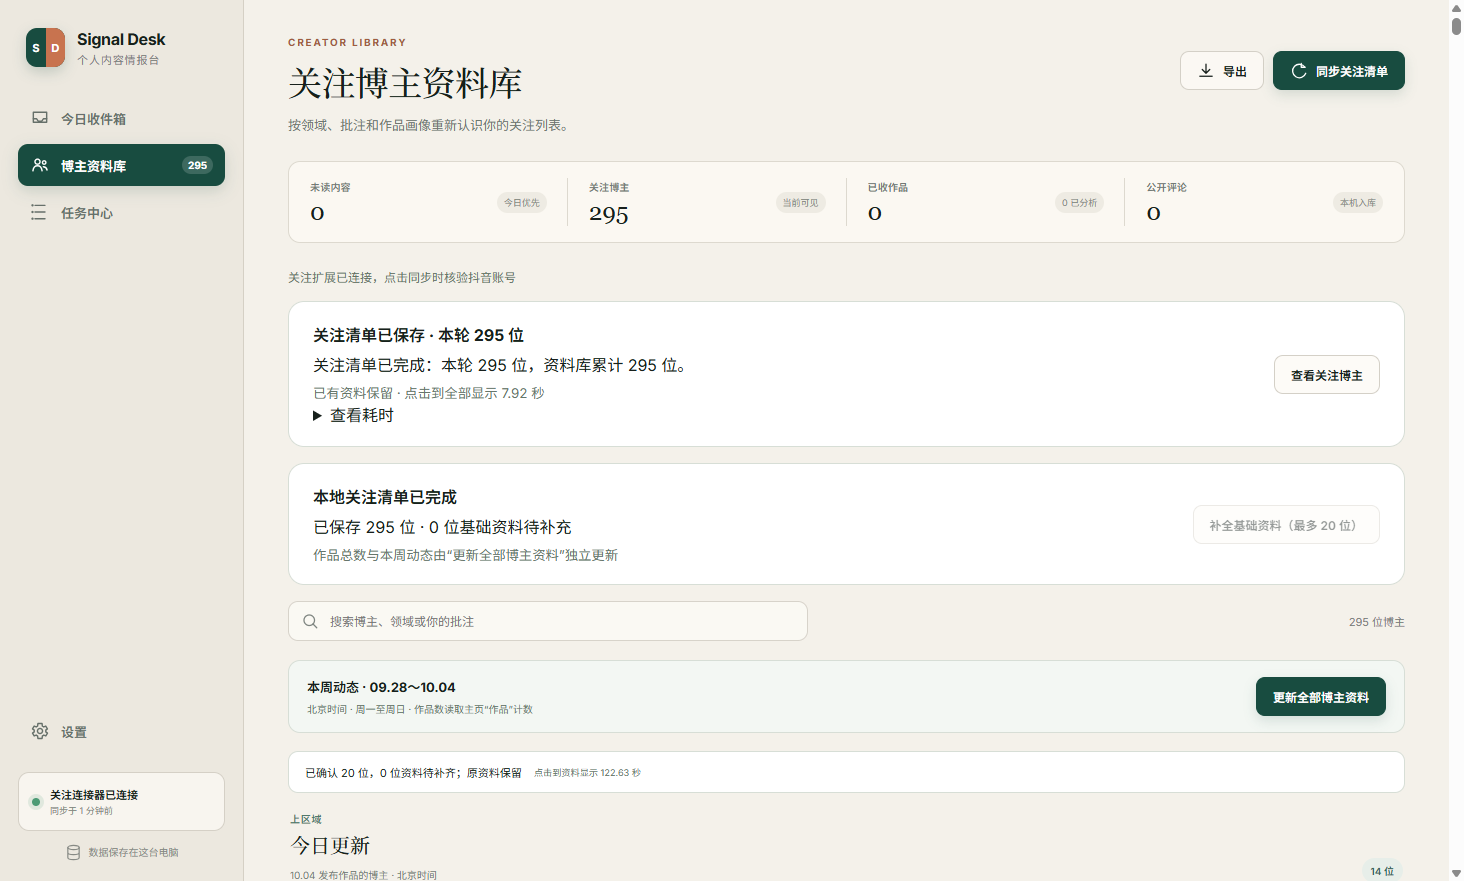 S D
Signal Desk
个人内容情报台
今日收件箱
博主资料库 295
任务中心
设置
关注连接器已连接
同步于 1 分钟前
数据保存在这台电脑
CREATOR LIBRARY
关注博主资料库
按领域、批注和作品画像重新认识你的关注列表。
导出
同步关注清单
未读内容
0
今日优先
关注博主
295
当前可见
已收作品
0
0 已分析
公开评论
0
本机入库
关注扩展已连接，点击同步时核验抖音账号
关注清单已保存 · 本轮 295 位
关注清单已完成：本轮 295 位，资料库累计 295 位。
已有资料保留 · 点击到全部显示 7.92 秒
查看耗时
查看关注博主
本地关注清单已完成
已保存 295 位 · 0 位基础资料待补充
作品总数与本周动态由“更新全部博主资料”独立更新
补全基础资料（最多 20 位）
搜索博主、领域或你的批注
295 位博主
本周动态 · 09.28～10.04
北京时间 · 周一至周日 · 作品数读取主页“作品”计数
更新全部博主资料
已确认 20 位，0 位资料待补齐；原资料保留 点击到资料显示 122.63 秒
上区域
今日更新
10.04 发布作品的博主 · 北京时间
14 位